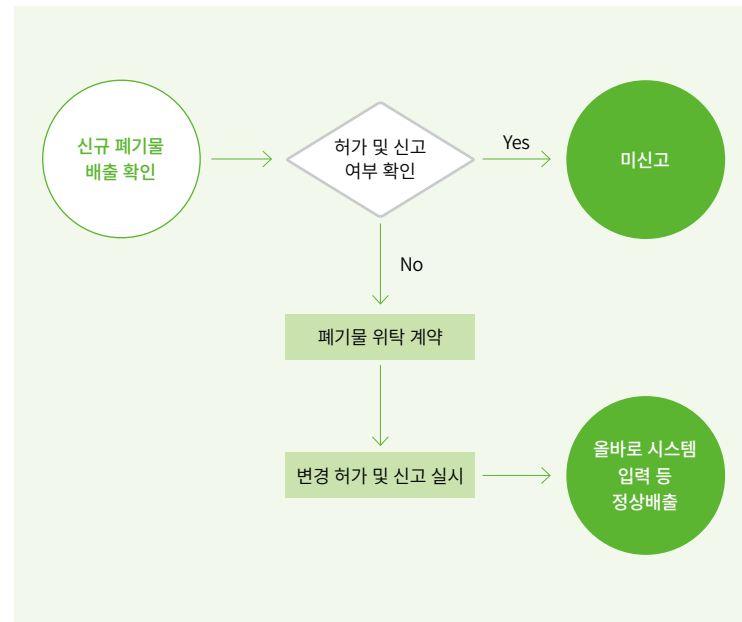 신규 폐기물
배출 확인
허가 및 신고
여부 확인
Yes
미신고
No
폐기물 위탁 계약
변경 허가 및 신고 실시
올바로 시스템
입력 등
정상배출